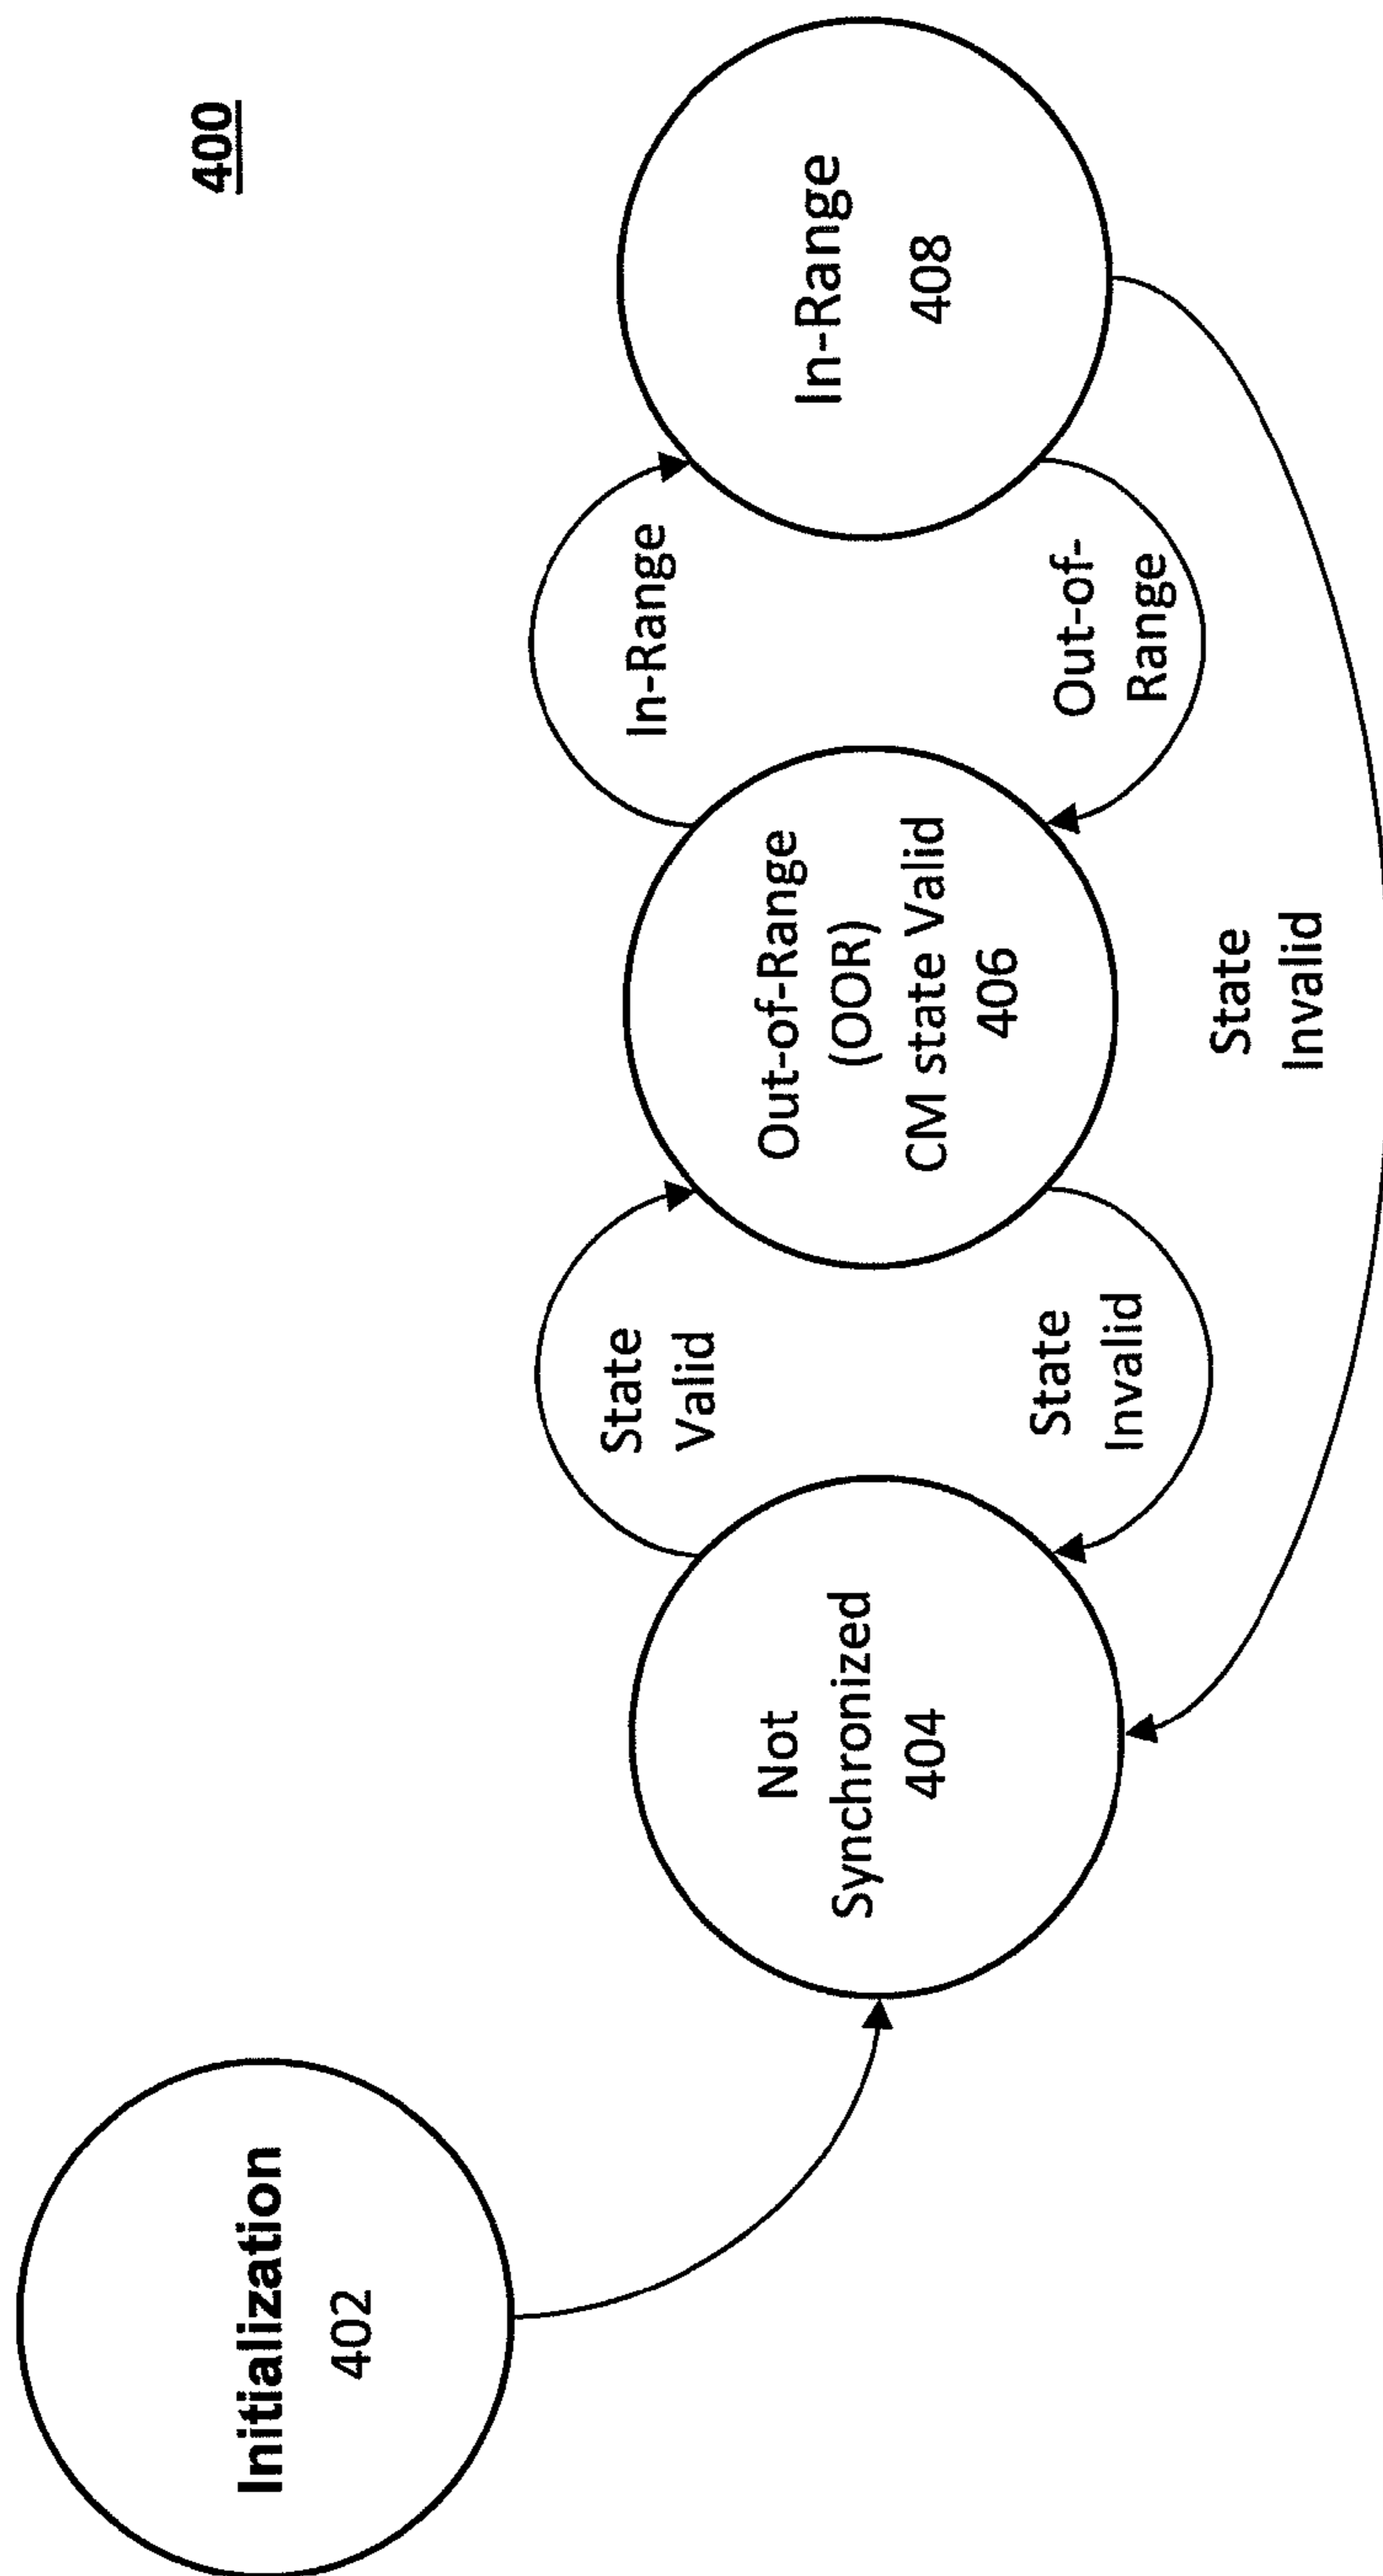 400
Initialization
402
Not
Synchronized
404
State
Valid
State
Invalid
Out-of-Range
(OOR)
CM state Valid
406
In-Range
Out-of-
Range
In-Range
408
State
Invalid